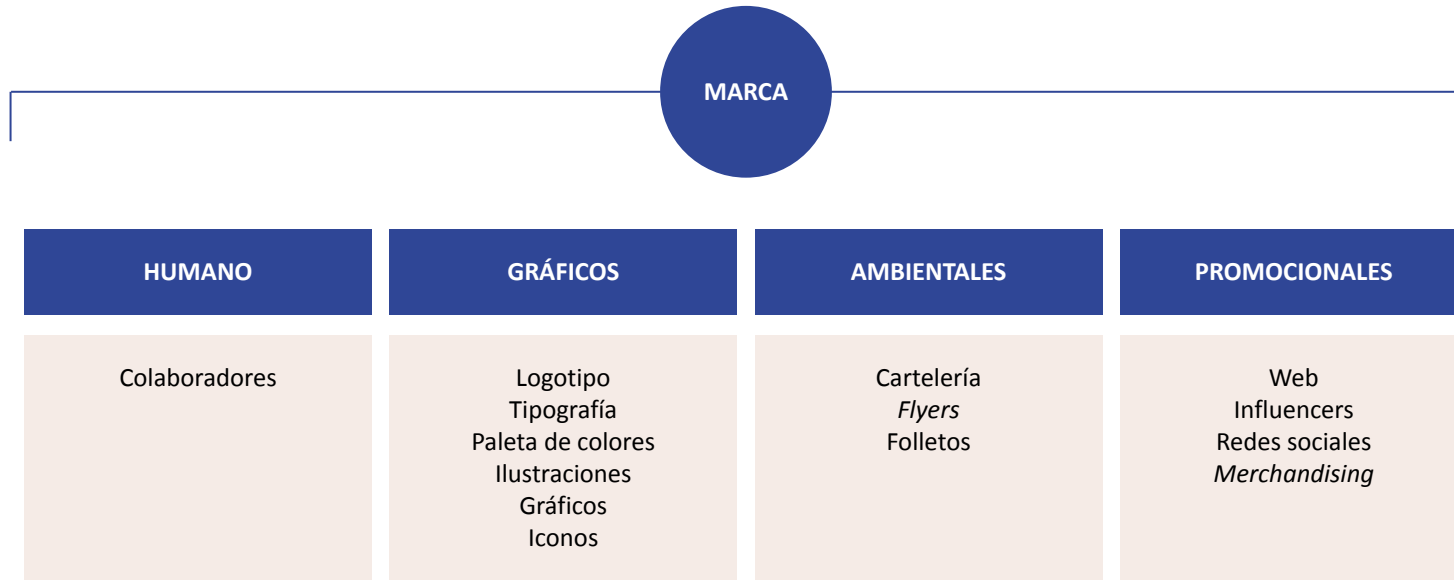 MARCA
HUMANO
GRÁFICOS
AMBIENTALES
PROMOCIONALES
Colaboradores
Logotipo
Tipografía
Paleta de colores
Ilustraciones
Gráficos
Iconos
Cartelería
Flyers
Folletos
Web
Influencers
Redes sociales
Merchandising